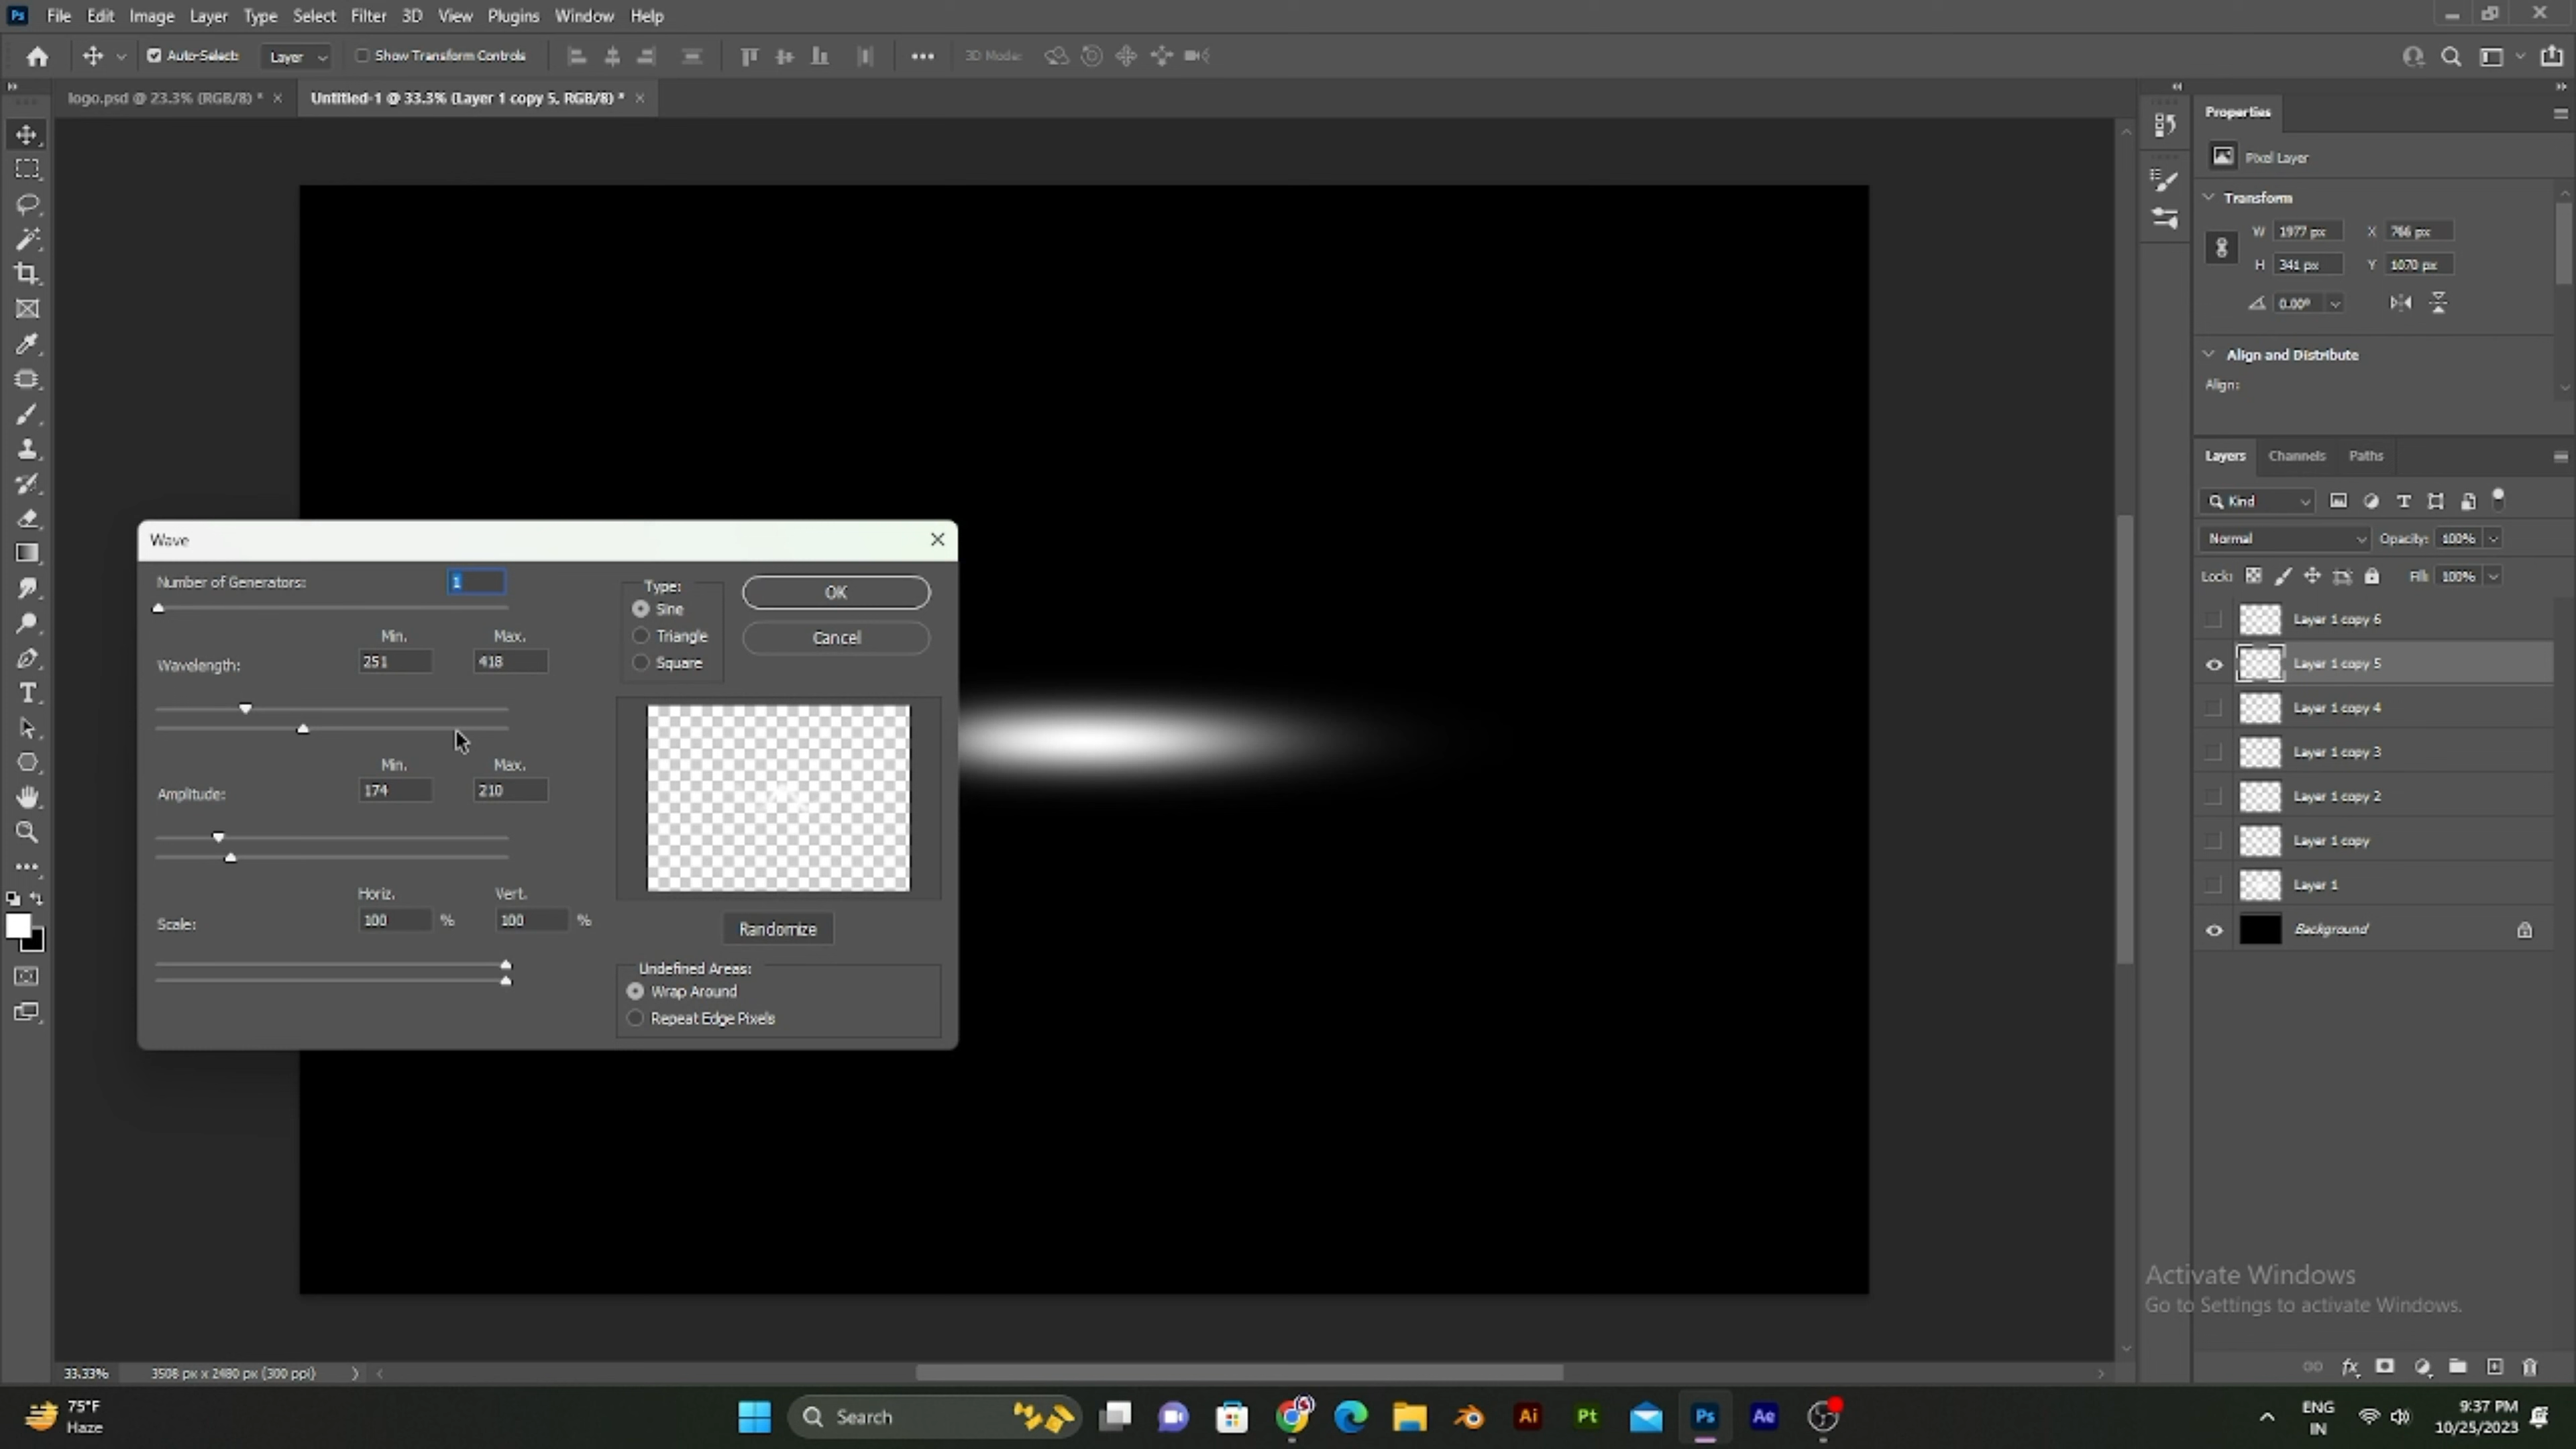 Ps File Edit Image Layer Type Select Filter 3D View Plugins Window Help
Auto-Select: Layer Show Transform Controls 3D Mode:
logo.psd @ 23.3% (RGB/8) * Untitled-1 @ 33.3% (Layer 1 copy 5, RGB/8) *
Properties
Pixel Layer
Transform
W 1977 px X 766 px
H 341 px Y 1070 px
0.00°
Align and Distribute
Align:
Layers Channels Paths
Kind
Normal Opacity: 100%
Lock: Fill: 100%
Layer 1 copy 6
Layer 1 copy 5
Layer 1 copy 4
Layer 1 copy 3
Layer 1 copy 2
Layer 1 copy
Layer 1
Background
Wave
Number of Generators: 1
Min. Max.
Wavelength: 251 418
Min. Max.
Amplitude: 174 210
Horiz. Vert.
Scale: 100 % 100 %
Type:
Sine
Triangle
Square
OK
Cancel
Randomize
Undefined Areas:
Wrap Around
Repeat Edge Pixels
Activate Windows
Go to Settings to activate Windows.
33.33% 3508 px x 2480 px (300 ppi)
75°F
Haze
Search
Ai Pt Ps Ae
ENG
IN
9:37 PM
10/25/2023